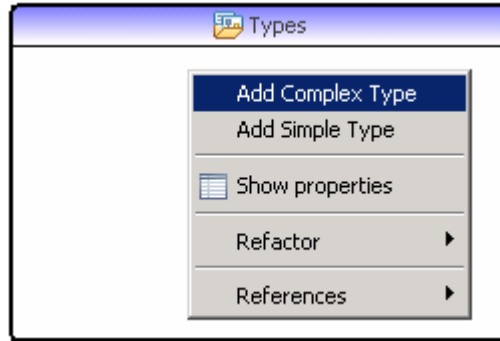 Types
Add Complex Type
Add Simple Type
Show properties
Refactor
References